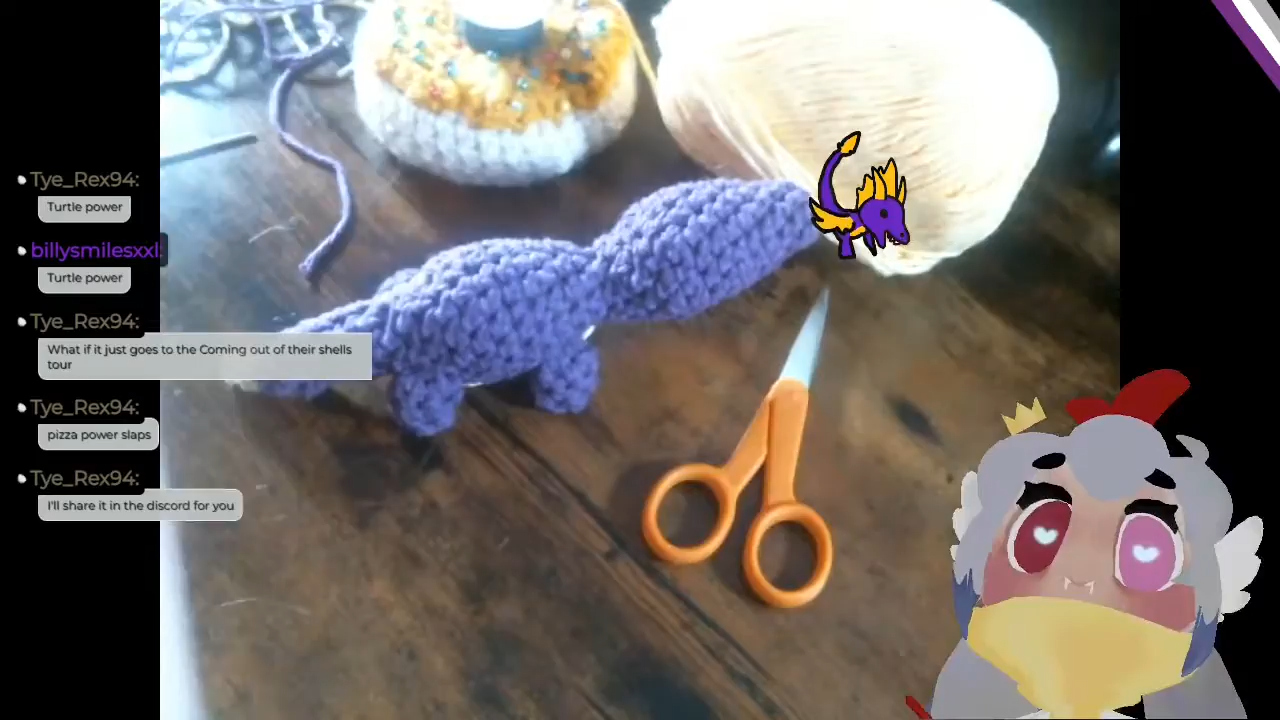 Tye_Rex94:
Turtle power
billysmilesxxl:
Turtle power
Tye_Rex94:
What if it just goes to the Coming out of their shells
tour
Tye_Rex94:
pizza power slaps
Tye_Rex94:
I'll share it in the discord for you